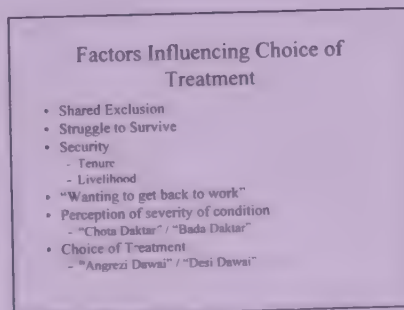 Factors Influencing Choice of
Treatment
• Shared Exclusion
• Struggle to Survive
• Security
- Tenure
- Livelihood
• "Wanting to get back to work"
• Perception of severity of condition
- "Chota Daktar" / "Bada Daktar"
• Choice of Treatment
- "Angrezi Dawai" / "Desi Dawai"